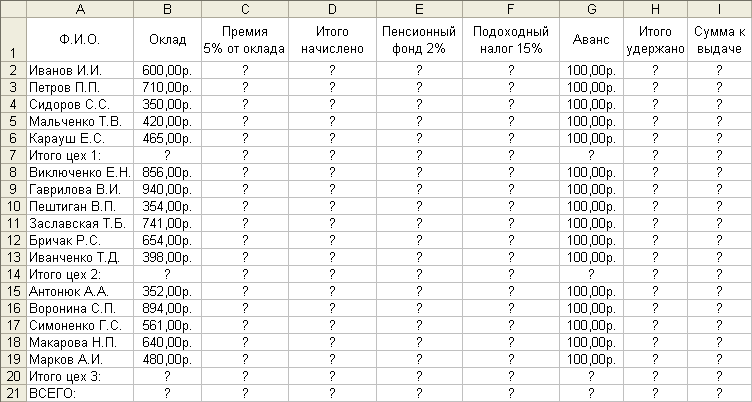 A B C D E F G H I
1 Ф.И.О. Оклад Премия 5% от оклада Итого начислено Пенсионный фонд 2% Подоходный налог 15% Аванс Итого удержано Сумма к выдаче
2 Иванов И.И. 600,00р. ? ? ? ? 100,00р. ? ?
3 Петров П.П. 710,00р. ? ? ? ? 100,00р. ? ?
4 Сидоров С.С. 350,00р. ? ? ? ? 100,00р. ? ?
5 Мальченко Т.В. 420,00р. ? ? ? ? 100,00р. ? ?
6 Карауш Е.С. 465,00р. ? ? ? ? 100,00р. ? ?
7 Итого цех 1: ? ? ? ? ? ? ? ?
8 Виключенко Е.Н. 856,00р. ? ? ? ? 100,00р. ? ?
9 Гаврилова В.И. 940,00р. ? ? ? ? 100,00р. ? ?
10 Пештиган В.П. 354,00р. ? ? ? ? 100,00р. ? ?
11 Заславская Т.Б. 741,00р. ? ? ? ? 100,00р. ? ?
12 Бричак Р.С. 654,00р. ? ? ? ? 100,00р. ? ?
13 Иванченко Т.Д. 398,00р. ? ? ? ? 100,00р. ? ?
14 Итого цех 2: ? ? ? ? ? ? ? ?
15 Антонюк А.А. 352,00р. ? ? ? ? 100,00р. ? ?
16 Воронина С.П. 894,00р. ? ? ? ? 100,00р. ? ?
17 Симоненко Г.С. 561,00р. ? ? ? ? 100,00р. ? ?
18 Макарова Н.П. 640,00р. ? ? ? ? 100,00р. ? ?
19 Марков А.И. 480,00р. ? ? ? ? 100,00р. ? ?
20 Итого цех 3: ? ? ? ? ? ? ? ?
21 ВСЕГО: ? ? ? ? ? ? ? ?